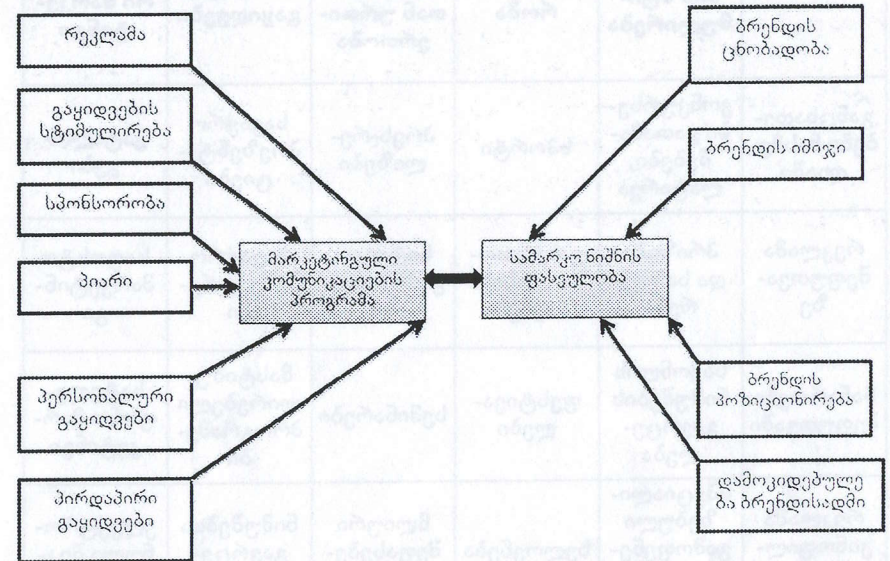 რეკლამა
გაყიდვების
სტიმულირება
სპონსორობა
პიარი
პერსონალური
გაყიდვები
პირდაპირი
გაყიდვები
მარკეტინგული
კომუნიკაციების
პროგრამა
სამარკო ნიშნის
ფასეულობა
ბრენდის
ცნობადობა
ბრენდის იმიჯი
ბრენდის
პოზიციონირება
დამოკიდებულე
ბა ბრენდისადმი